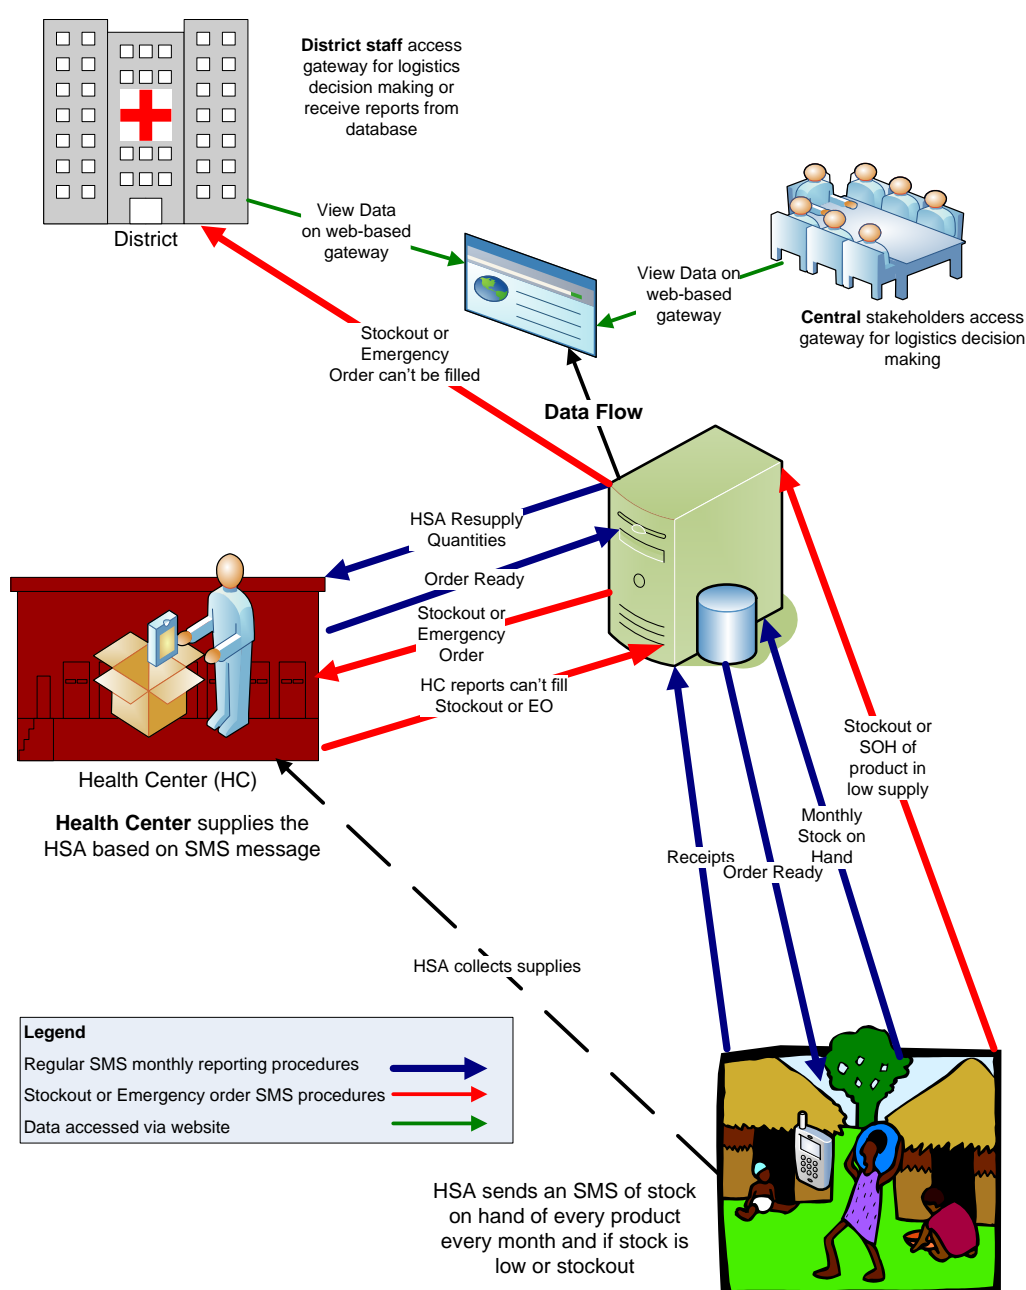 District staff access
gateway for logistics
decision making or
receive reports from
database
District
View Data
on web-based
gateway
View Data on
web-based
gateway
Central stakeholders access
gateway for logistics decision
making
Stockout or
Emergency
Order can't be filled
Data Flow
HSA Resupply
Quantities
Order Ready
Stockout or
Emergency
Order
HC reports can't fill
Stockout or EO
Health Center (HC)
Health Center supplies the
HSA based on SMS message
Stockout or
SOH of
product in
low supply
Monthly
Stock on
Hand
Receipts
Order Ready
HSA collects supplies
Legend
Regular SMS monthly reporting procedures
Stockout or Emergency order SMS procedures
Data accessed via website
HSA sends an SMS of stock
on hand of every product
every month and if stock is
low or stockout